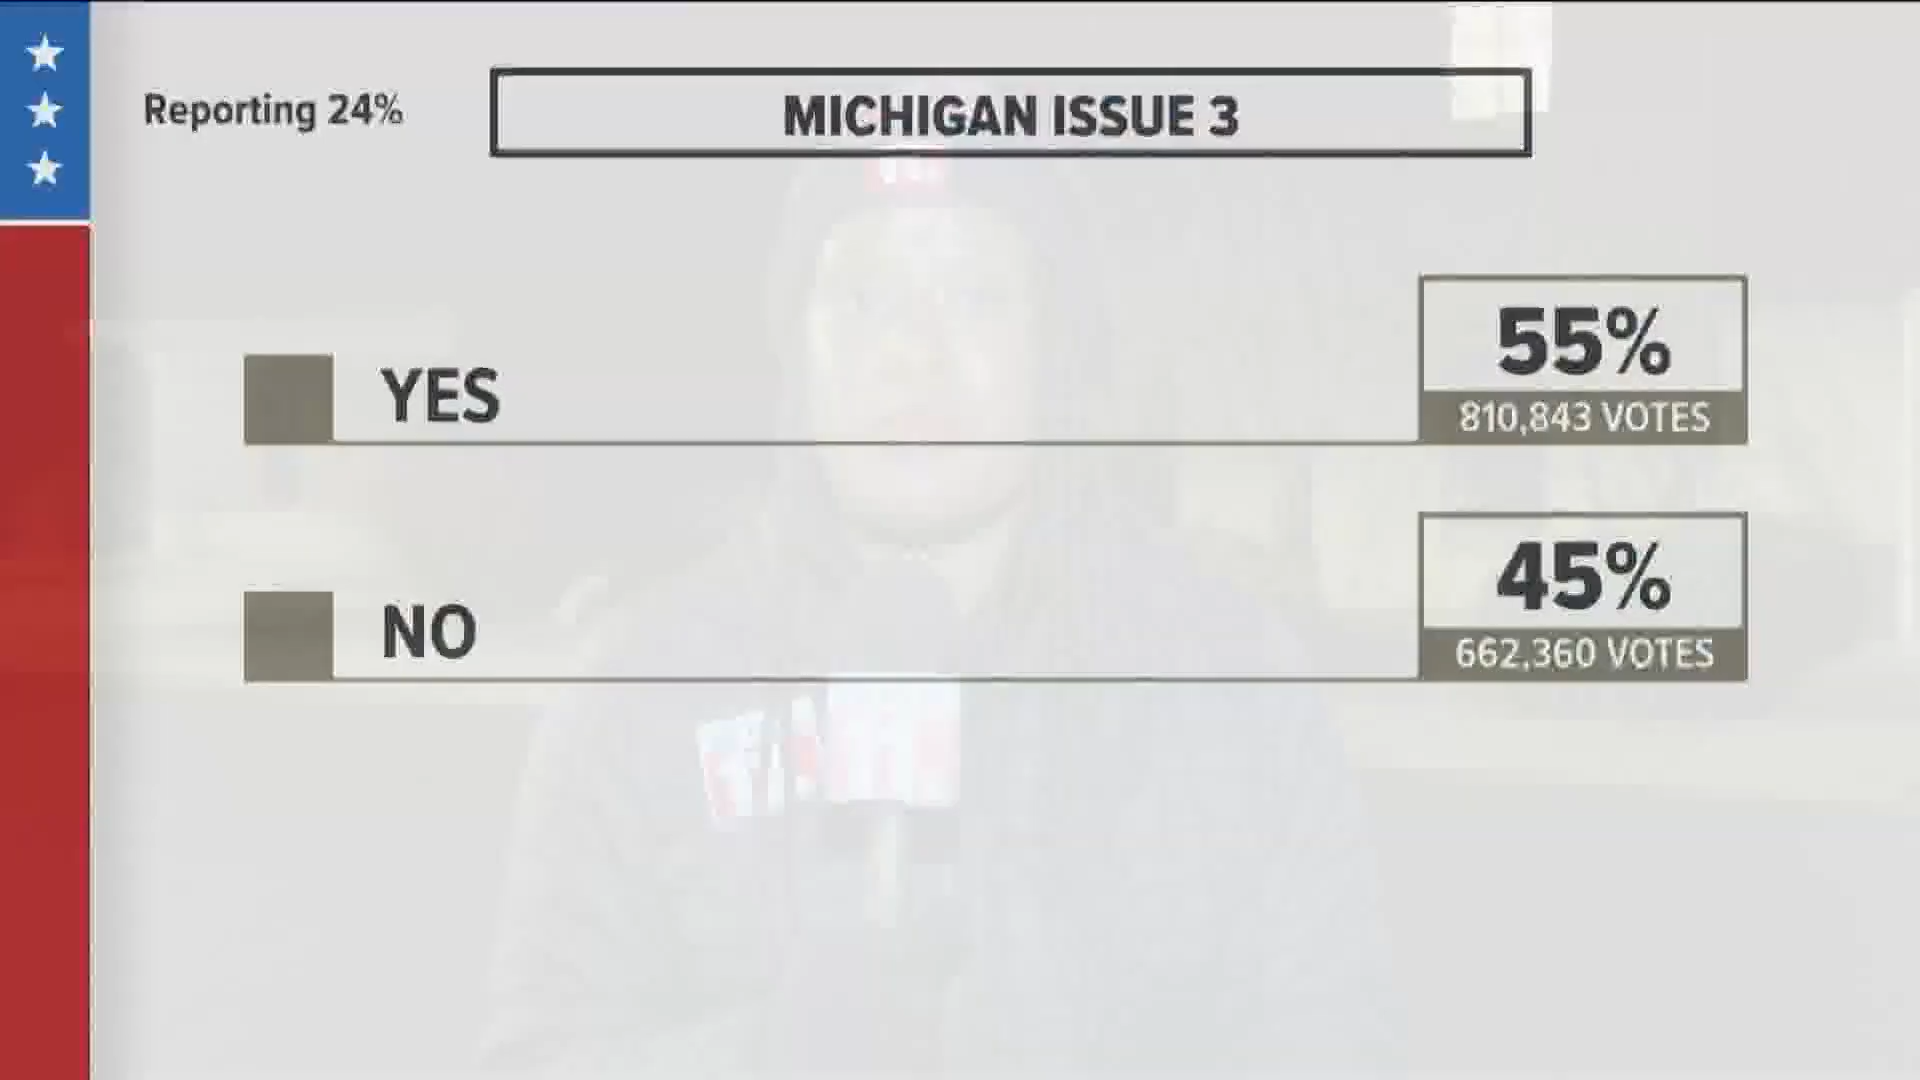 Reporting 24%
MICHIGAN ISSUE 3
YES
55%
810,843 VOTES
NO
45%
662,360 VOTES